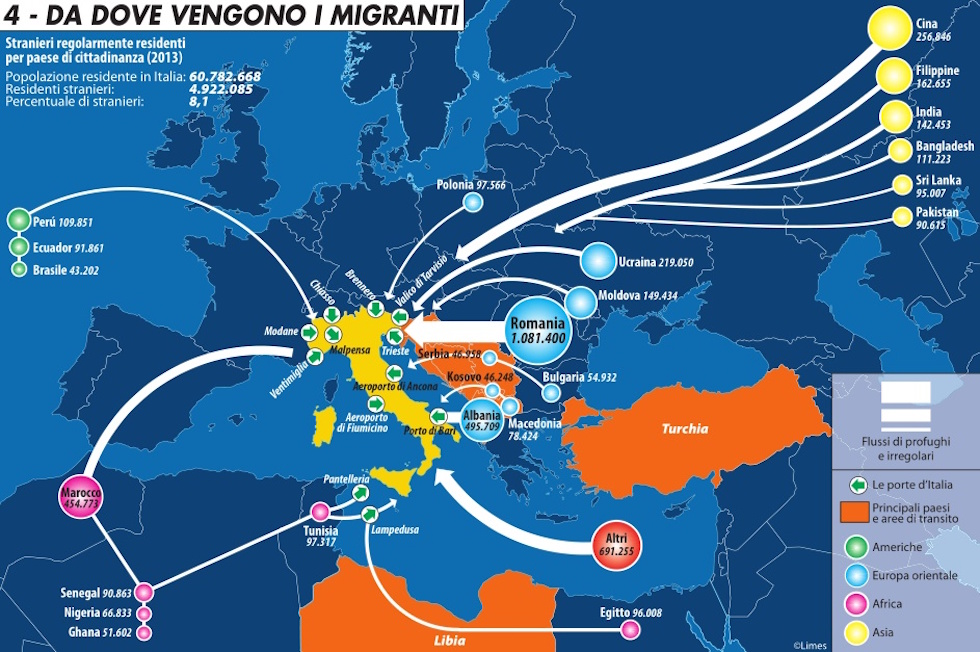 4 - DA DOVE VENGONO I MIGRANTI
Stranieri regolarmente residenti
per paese di cittadinanza (2013)
Popolazione residente in Italia: 60.782.668
Residenti stranieri: 4.922.085
Percentuale di stranieri: 8,1
Cina
256.846
Filippine
162.655
India
142.453
Bangladesh
111.223
Sri Lanka
95.007
Pakistan
90.615
Polonia 97.566
Perú 109.851
Ecuador 91.861
Brasile 43.202
Ucraina 219.050
Moldova 149.434
Romania
1.081.400
Chiasso
Brennero
Valico di Tarvisio
Modane
Malpensa
Trieste
Ventimiglia
Serbia 46.958
Kosovo 46.248
Bulgaria 54.932
Aeroporto di Ancona
Aeroporto
di Fiumicino
Porto di Bari
Albania
495.709
Macedonia
78.424
Turchia
Flussi di profughi
e irregolari
Le porte d'Italia
Principali paesi
e aree di transito
Americhe
Europa orientale
Africa
Asia
Marocco
454.773
Pantelleria
Lampedusa
Tunisia
97.317
Altri
691.255
Senegal 90.863
Nigeria 66.833
Ghana 51.602
Egitto 96.008
Libia
©Limes